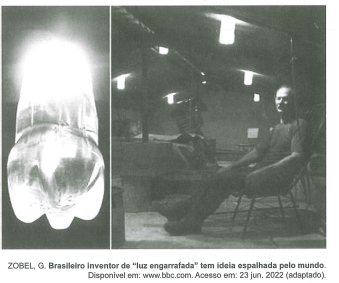 ZOBEL, G. Brasileiro inventor de “luz engarrafada” tem ideia espalhada pelo mundo.
Disponível em: www.bbc.com. Acesso em: 23 jun. 2022 (adaptado).